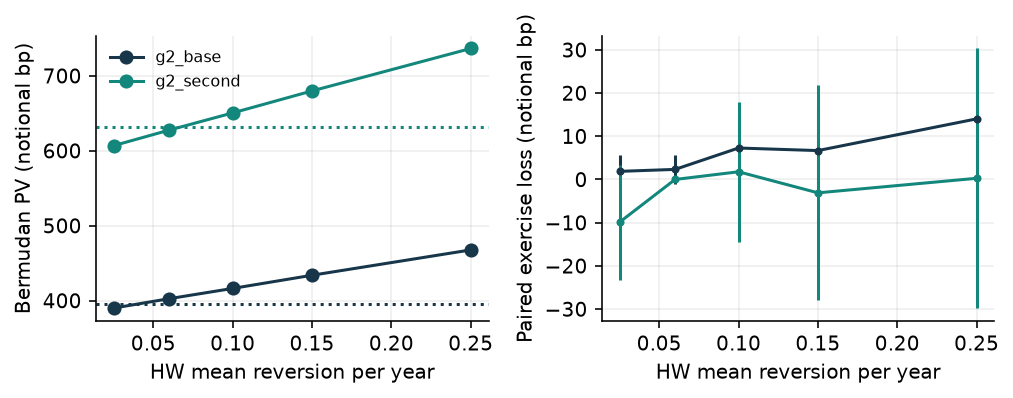 Bermudan PV (notional bp)
700
600
500
400
g2_base
g2_second
0.05 0.10 0.15 0.20 0.25
HW mean reversion per year
Paired exercise loss (notional bp)
30
20
10
0
−10
−20
−30
0.05 0.10 0.15 0.20 0.25
HW mean reversion per year